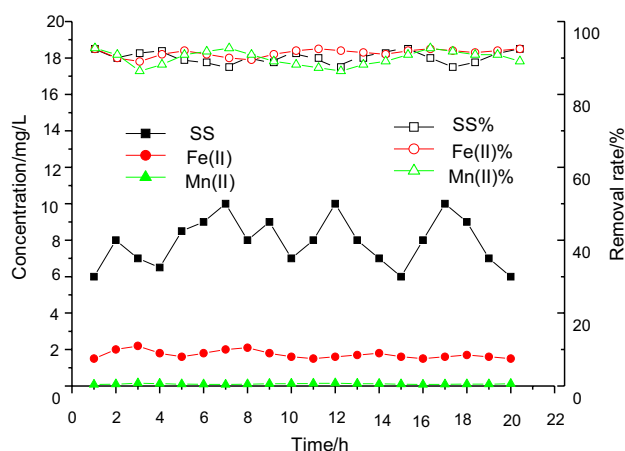 20
18
16
14
12
10
8
6
4
2
0
Concentration/mg/L
100
80
60
40
20
0
Removal rate/%
SS
Fe(II)
Mn(II)
SS%
Fe(II)%
Mn(II)%
0 2 4 6 8 10 12 14 16 18 20 22
Time/h